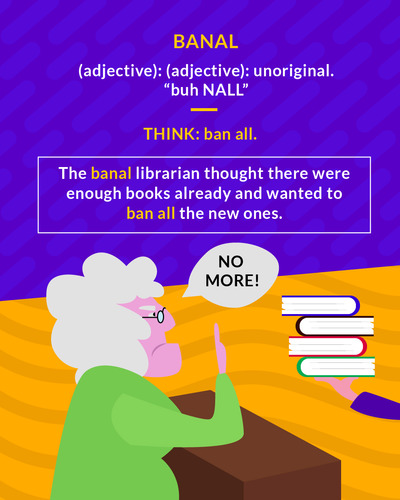 BANAL
(adjective): (adjective): unoriginal.
“buh NALL”
THINK: ban all.
The banal librarian thought there were
enough books already and wanted to
ban all the new ones.
NO
MORE!